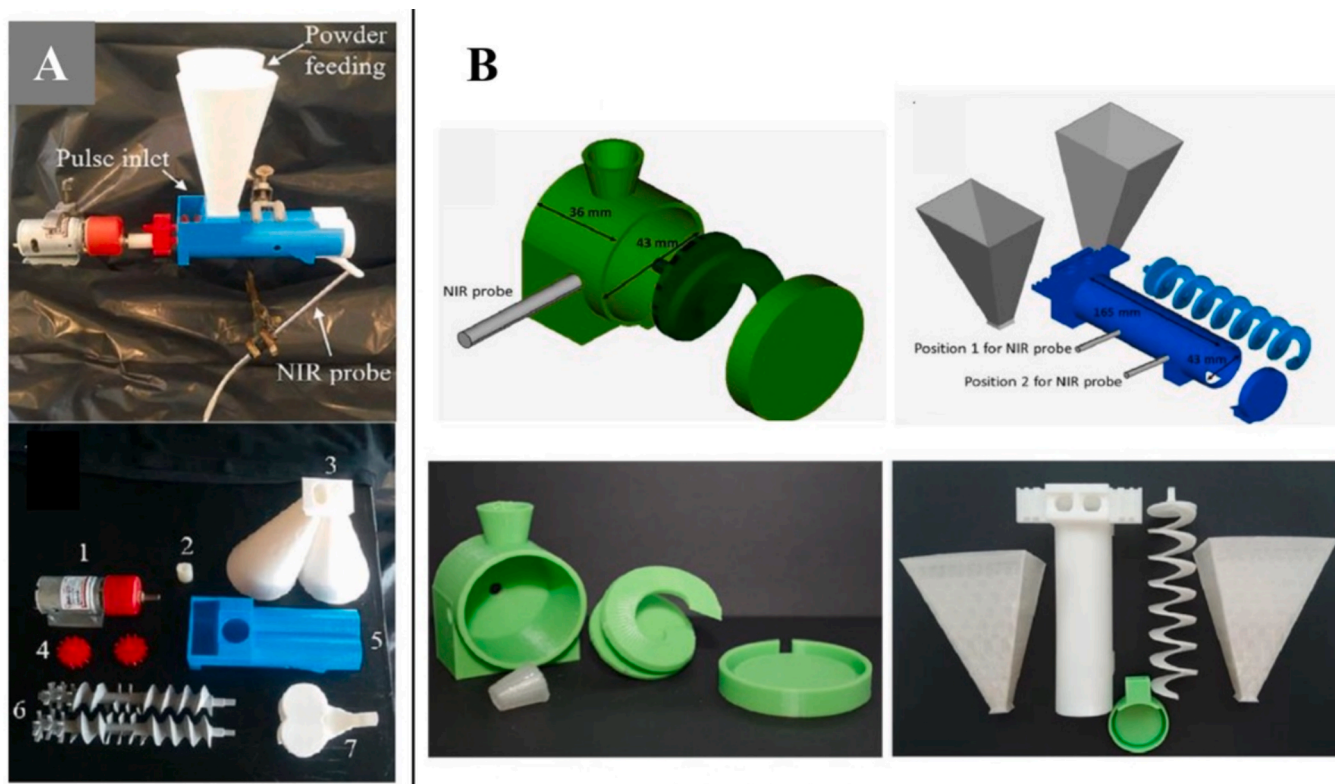 A
Powder
feeding
Pulse inlet
NIR probe
1
2
3
4
5
6
7
B
36 mm
43 mm
NIR probe
165 mm
43 mm
Position 1 for NIR probe
Position 2 for NIR probe